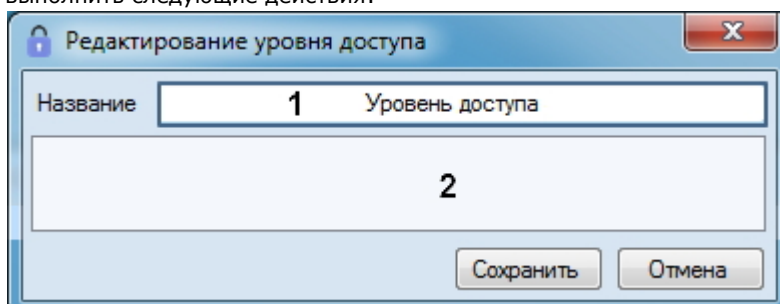 выполнить следующие действия:
Редактирование уровня доступа
Название 1 Уровень доступа
2
Сохранить Отмена